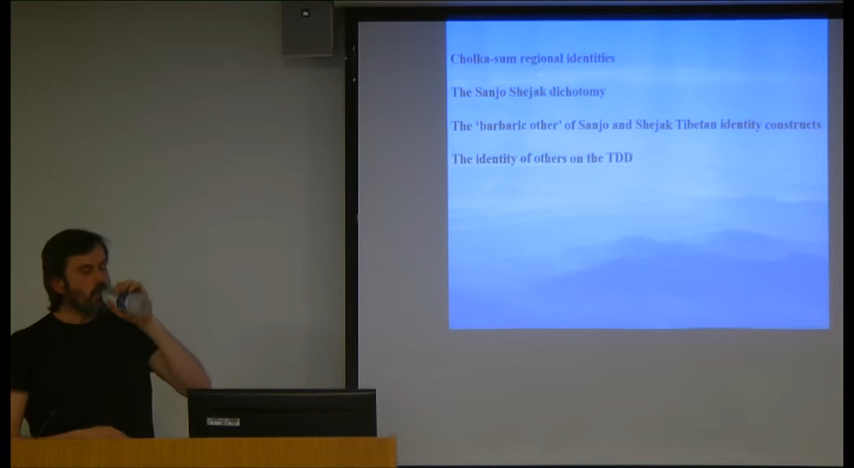 Cholka-sum regional identities
The Sanjo Shejak dichotomy
The 'barbaric other' of Sanjo and Shejak Tibetan identity constructs
The identity of others on the TDD